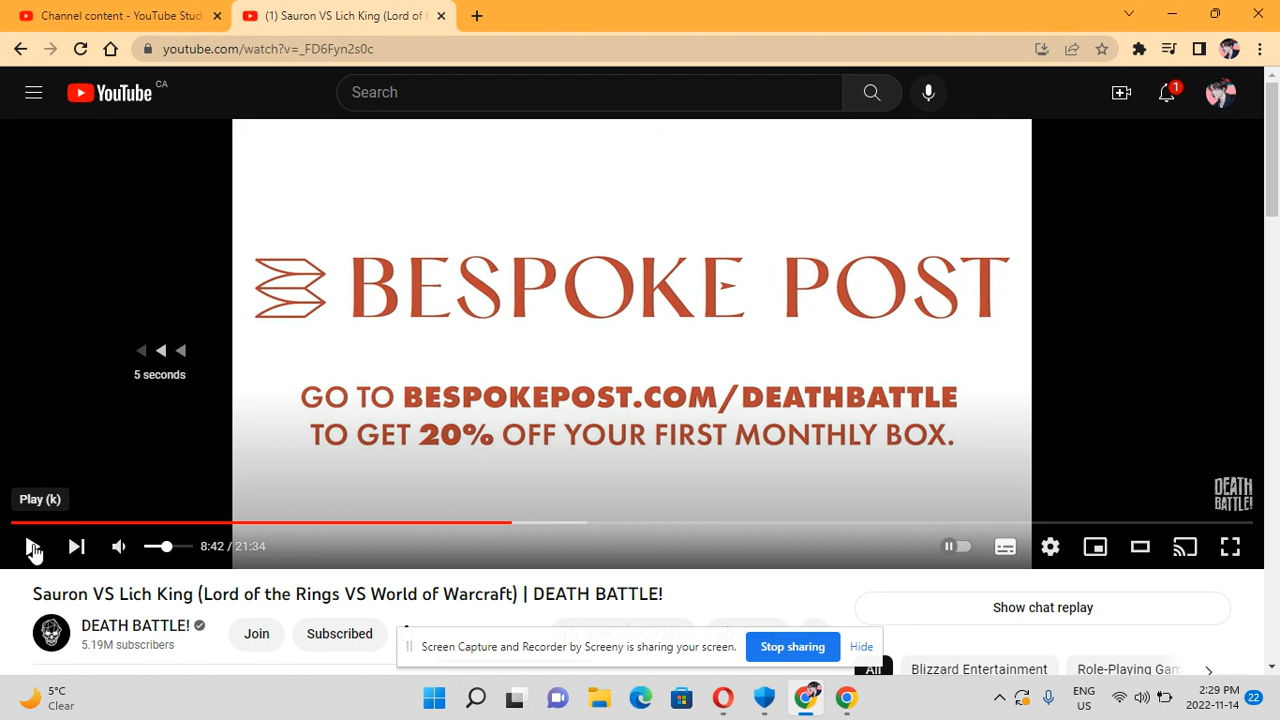 Channel content - YouTube Stud
(1) Sauron VS Lich King (Lord of t
youtube.com/watch?v=_FD6Fyn2s0c
YouTube CA
Search
1
BESPOKE POST
5 seconds
GO TO BESPOKEPOST.COM/DEATHBATTLE
TO GET 20% OFF YOUR FIRST MONTHLY BOX.
DEATH
BATTLE!
Play (k)
8:42 / 21:34
Sauron VS Lich King (Lord of the Rings VS World of Warcraft) | DEATH BATTLE!
Show chat replay
DEATH BATTLE!
5.19M subscribers
Join
Subscribed
Screen Capture and Recorder by Screeny is sharing your screen.
Stop sharing
Hide
All
Blizzard Entertainment
Role-Playing Gam
5°C
Clear
ENG
US
2:29 PM
2022-11-14
22